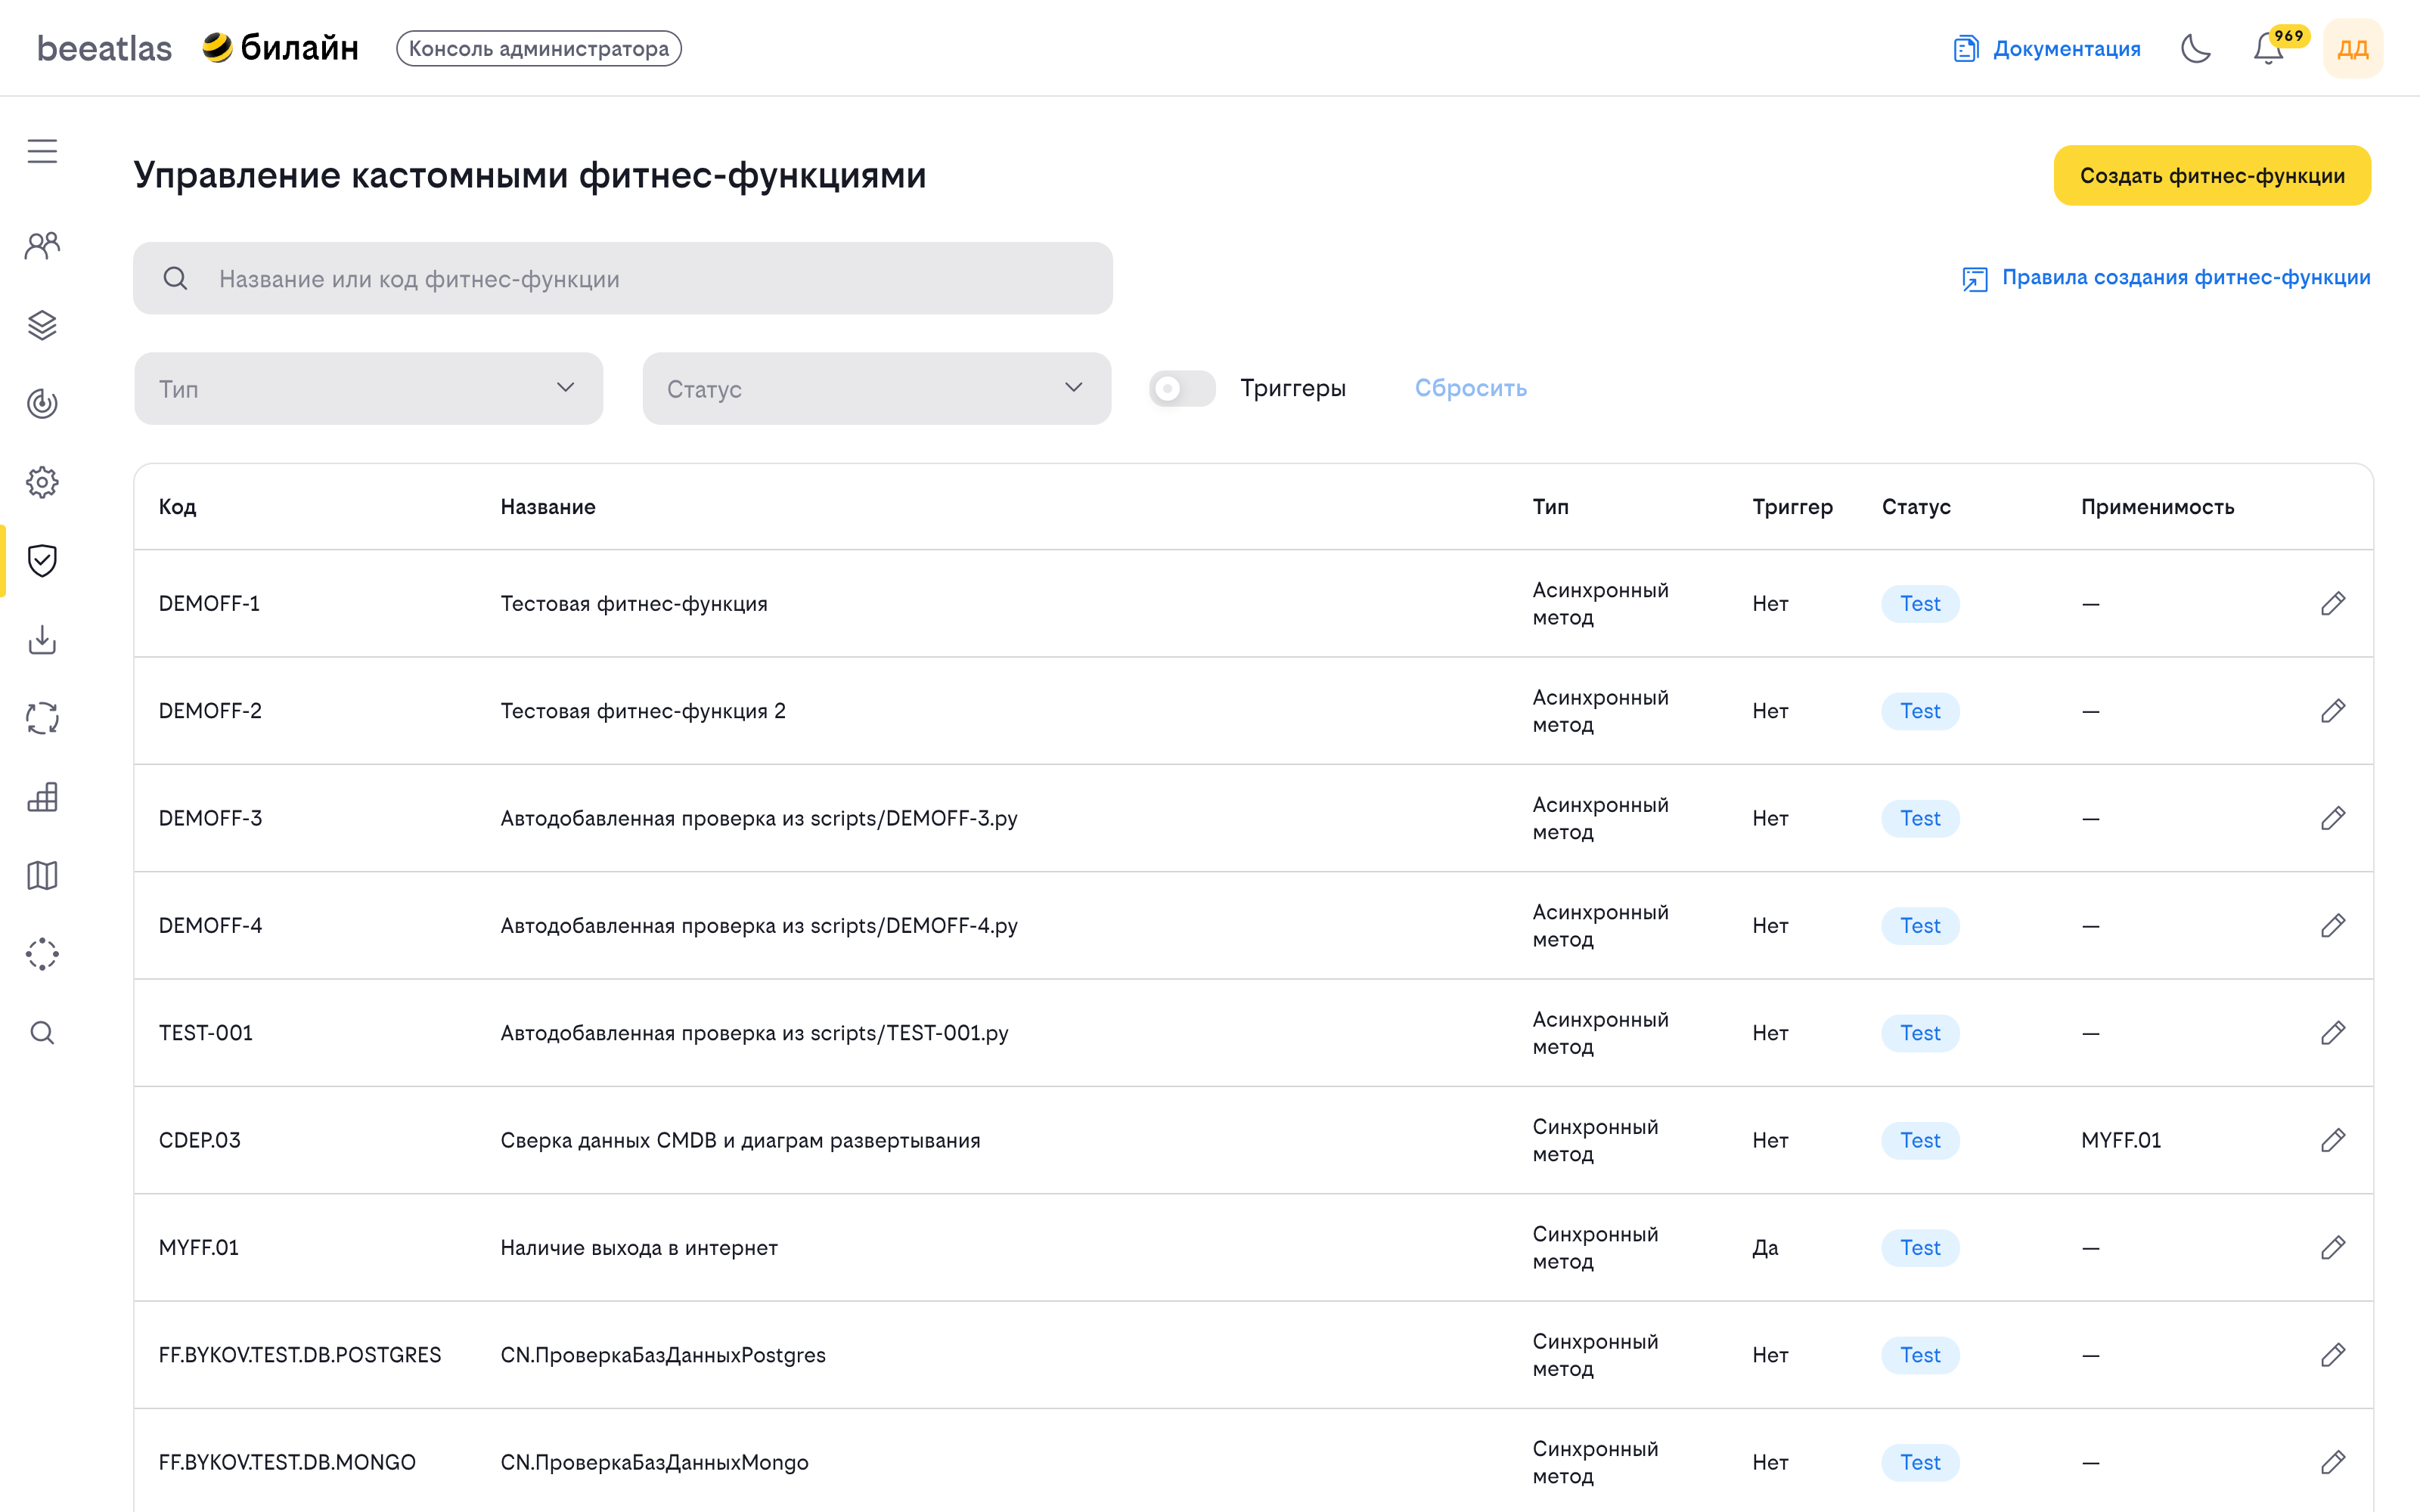 beeatlas билайн Консоль администратора Документация 969 ДД
Управление кастомными фитнес-функциями Создать фитнес-функции
Название или код фитнес-функции Правила создания фитнес-функции
Тип Статус Триггеры Сбросить
Код Название Тип Триггер Статус Применимость
DEMOFF-1 Тестовая фитнес-функция Асинхронный метод Нет Test —
DEMOFF-2 Тестовая фитнес-функция 2 Асинхронный метод Нет Test —
DEMOFF-3 Автодобавленная проверка из scripts/DEMOFF-3.py Асинхронный метод Нет Test —
DEMOFF-4 Автодобавленная проверка из scripts/DEMOFF-4.py Асинхронный метод Нет Test —
TEST-001 Автодобавленная проверка из scripts/TEST-001.py Асинхронный метод Нет Test —
CDEP.03 Сверка данных CMDB и диаграм развертывания Синхронный метод Нет Test MYFF.01
MYFF.01 Наличие выхода в интернет Синхронный метод Да Test —
FF.BYKOV.TEST.DB.POSTGRES CN.ПроверкаБазДанныхPostgres Синхронный метод Нет Test —
FF.BYKOV.TEST.DB.MONGO CN.ПроверкаБазДанныхMongo Синхронный метод Нет Test —